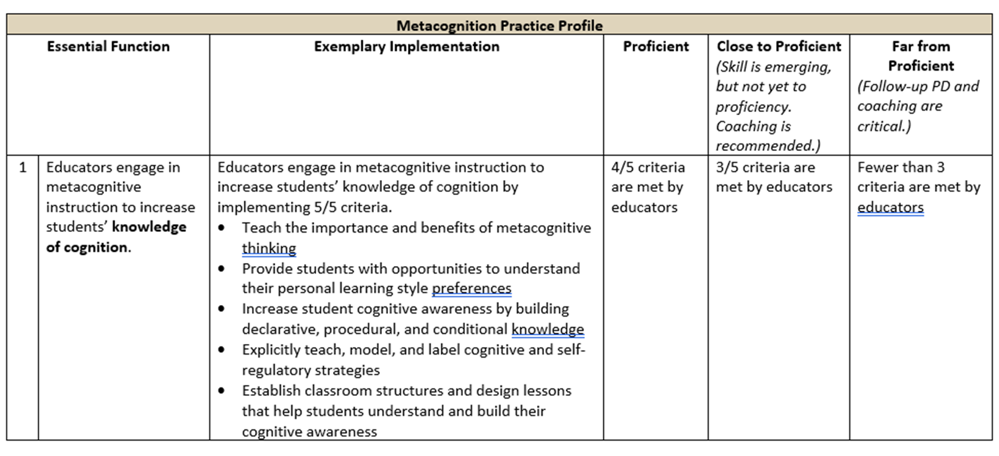 Metacognition Practice Profile
Essential Function
Exemplary Implementation
Proficient
Close to Proficient
(Skill is emerging,
but not yet to
proficiency.
Coaching is
recommended.)
Far from
Proficient
(Follow-up PD and
coaching are
critical.)
1
Educators engage in
metacognitive
instruction to increase
students’ knowledge
of cognition.
Educators engage in metacognitive instruction to
increase students’ knowledge of cognition by
implementing 5/5 criteria.
• Teach the importance and benefits of metacognitive
thinking
• Provide students with opportunities to understand
their personal learning style preferences
• Increase student cognitive awareness by building
declarative, procedural, and conditional knowledge
• Explicitly teach, model, and label cognitive and self-
regulatory strategies
• Establish classroom structures and design lessons
that help students understand and build their
cognitive awareness
4/5 criteria
are met by
educators
3/5 criteria are
met by educators
Fewer than 3
criteria are met by
educators